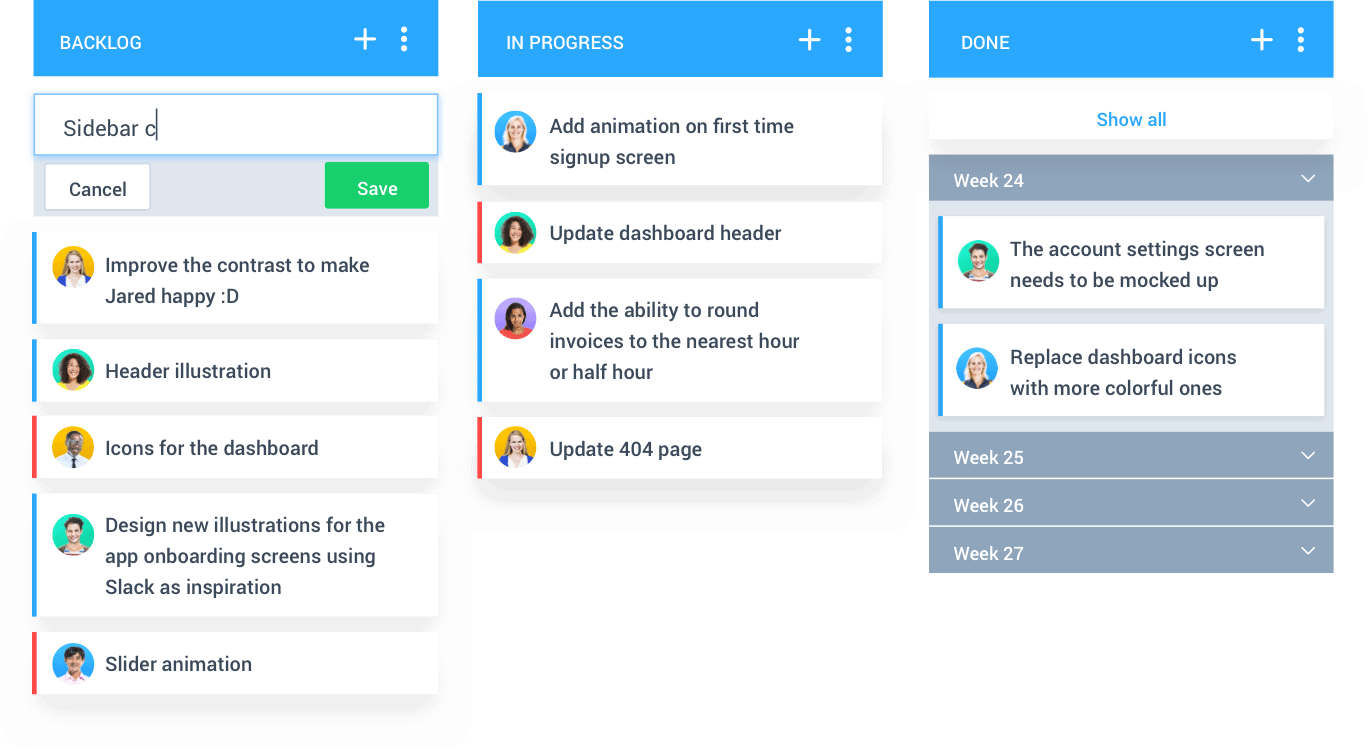 BACKLOG
Sidebar c
Cancel
Save
Improve the contrast to make
Jared happy :D
Header illustration
Icons for the dashboard
Design new illustrations for the
app onboarding screens using
Slack as inspiration
Slider animation
IN PROGRESS
Add animation on first time
signup screen
Update dashboard header
Add the ability to round
invoices to the nearest hour
or half hour
Update 404 page
DONE
Show all
Week 24
The account settings screen
needs to be mocked up
Replace dashboard icons
with more colorful ones
Week 25
Week 26
Week 27